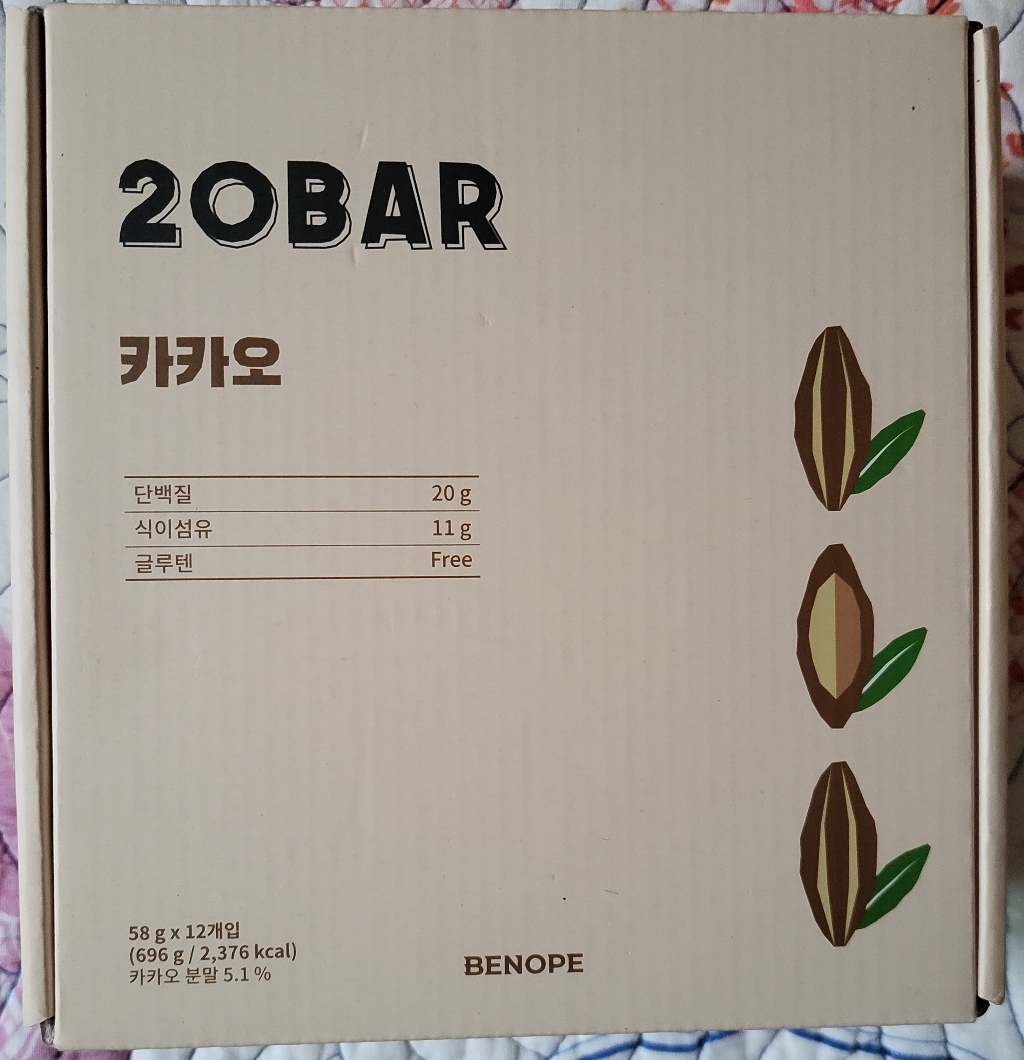 20BAR
카카오
단백질 20 g
식이섬유 11 g
글루텐 Free
58 g x 12개입
(696 g / 2,376 kcal)
카카오 분말 5.1 %
BENOPE